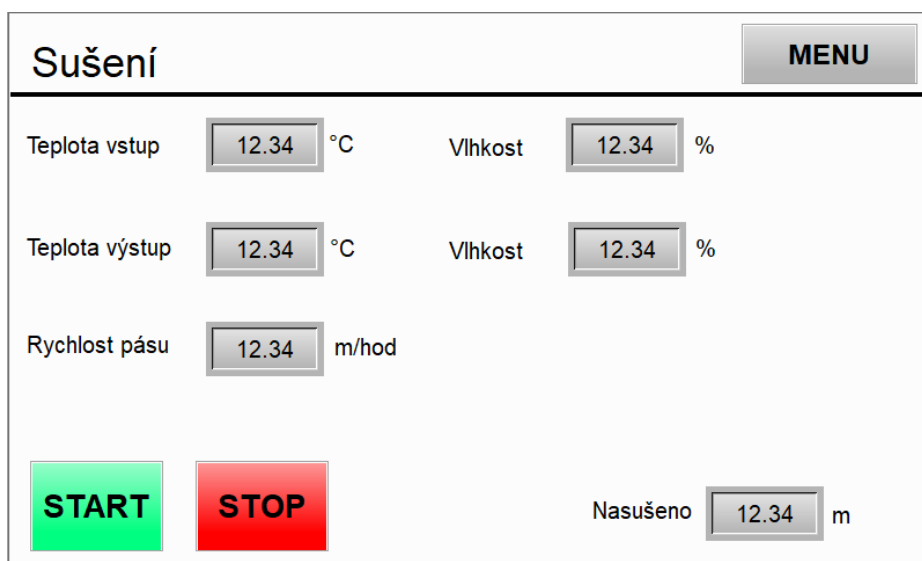 Sušení MENU
Teplota vstup 12.34 °C Vlhkost 12.34 %
Teplota výstup 12.34 °C Vlhkost 12.34 %
Rychlost pásu 12.34 m/hod
START STOP Nasušeno 12.34 m